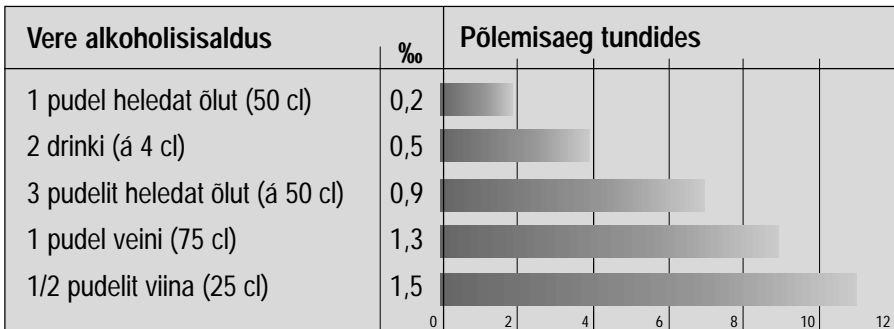 Vere alkoholisisaldus ‰ Põlemisaeg tundides
1 pudel heledat õlut (50 cl) 0,2
2 drinki (á 4 cl) 0,5
3 pudelit heledat õlut (á 50 cl) 0,9
1 pudel veini (75 cl) 1,3
1/2 pudelit viina (25 cl) 1,5
0 2 4 6 8 10 12